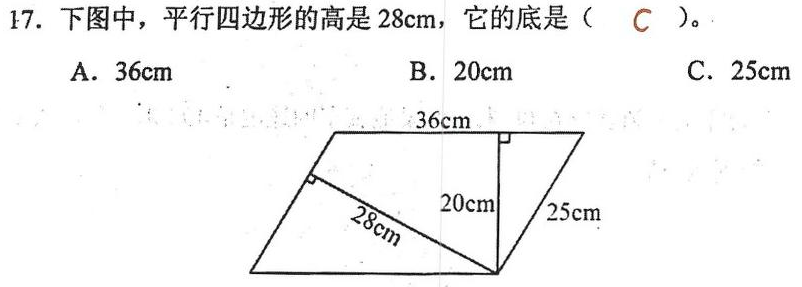 17. 下图中，平行四边形的高是 28cm，它的底是（ C ）。
A. 36cm B. 20cm C. 25cm
36cm
20cm
25cm
28cm